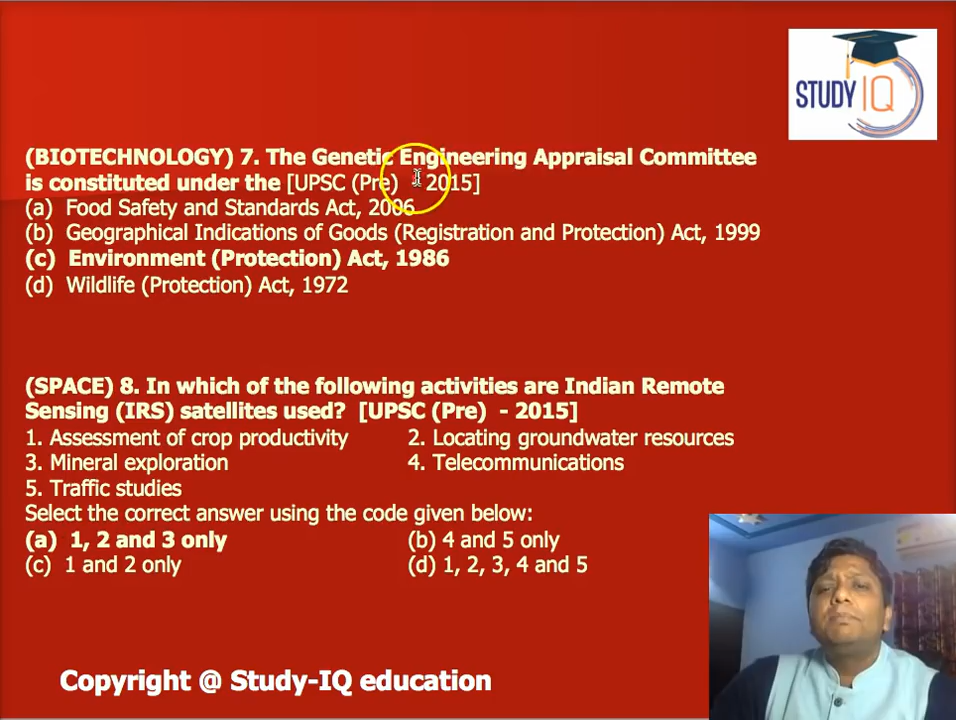 STUDY IQ
(BIOTECHNOLOGY) 7. The Genetic Engineering Appraisal Committee
is constituted under the [UPSC (Pre) - 2015]
(a) Food Safety and Standards Act, 2006
(b) Geographical Indications of Goods (Registration and Protection) Act, 1999
(c) Environment (Protection) Act, 1986
(d) Wildlife (Protection) Act, 1972
(SPACE) 8. In which of the following activities are Indian Remote
Sensing (IRS) satellites used? [UPSC (Pre) - 2015]
1. Assessment of crop productivity 2. Locating groundwater resources
3. Mineral exploration 4. Telecommunications
5. Traffic studies
Select the correct answer using the code given below:
(a) 1, 2 and 3 only (b) 4 and 5 only
(c) 1 and 2 only (d) 1, 2, 3, 4 and 5
Copyright @ Study-IQ education